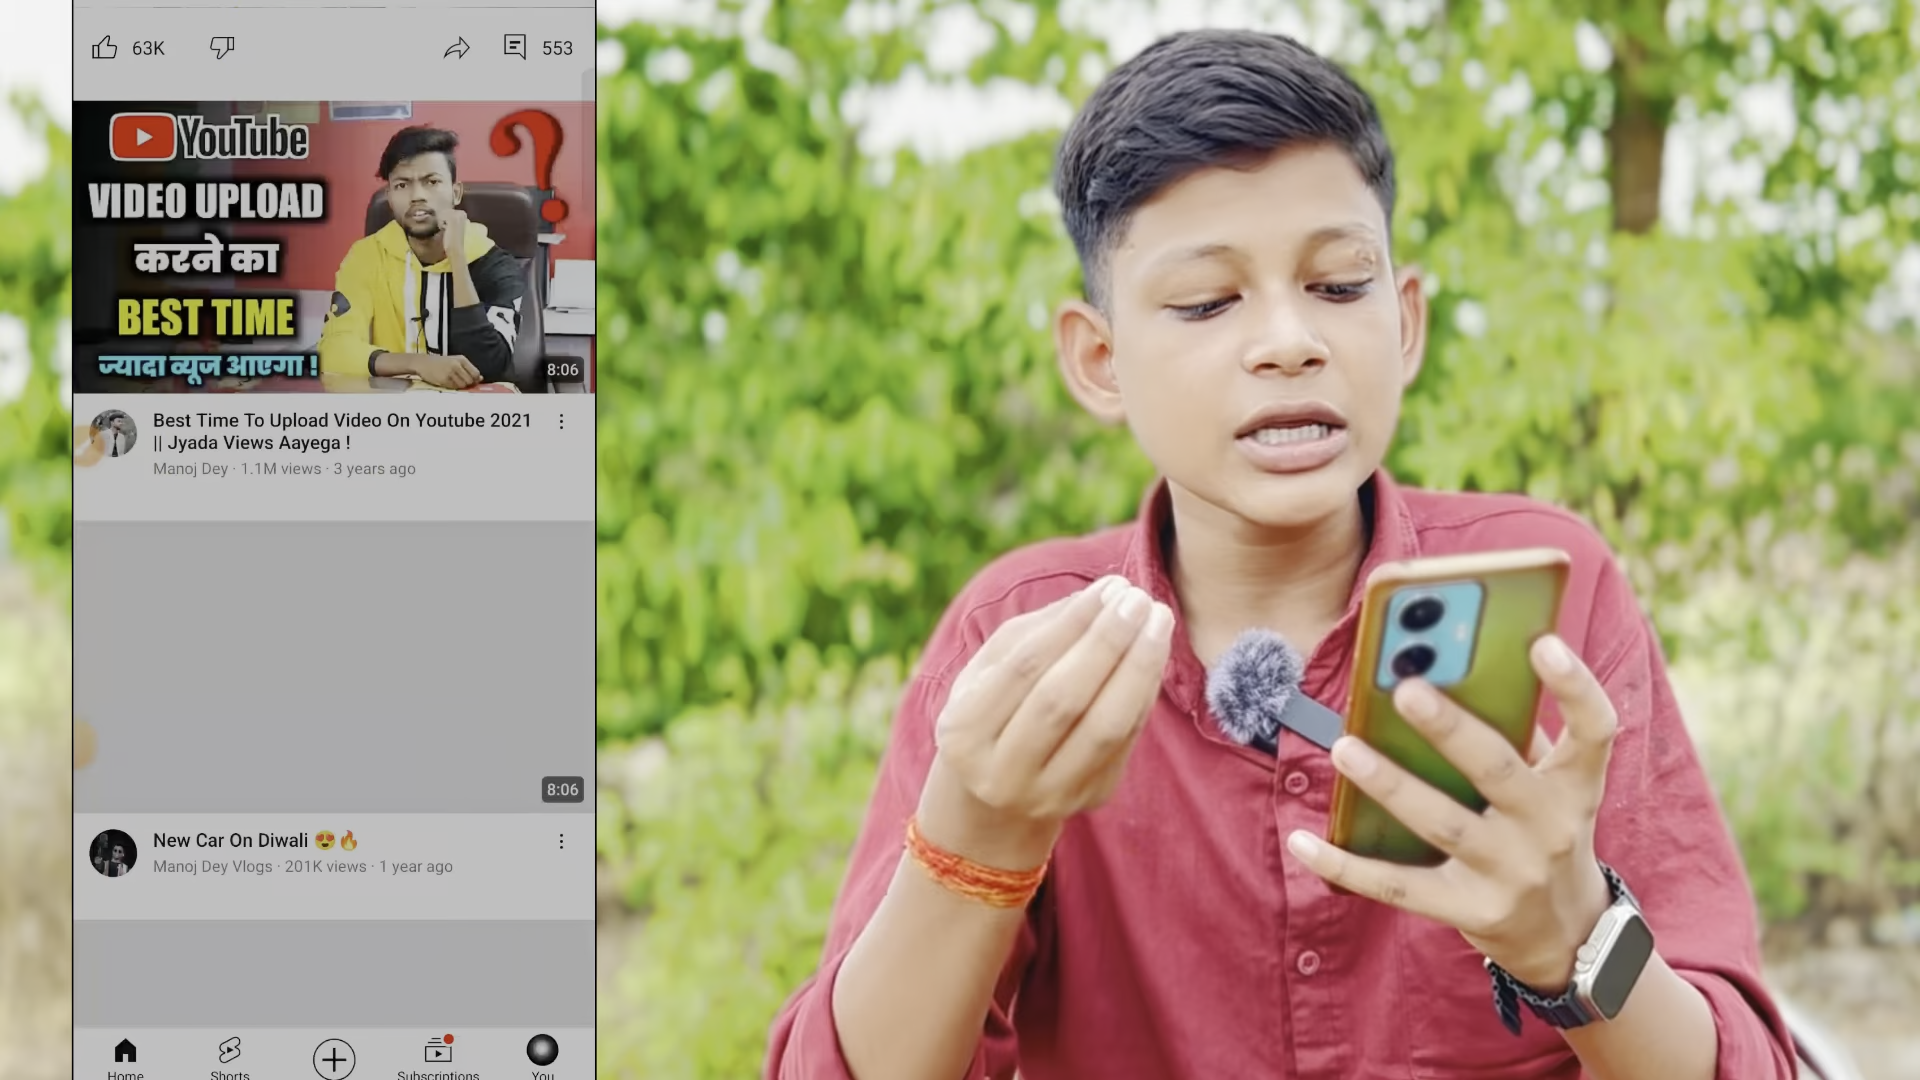 63K
553
YouTube
VIDEO UPLOAD
करने का
BEST TIME
ज्यादा व्यूज आएगा !
8:06
Best Time To Upload Video On Youtube 2021
|| Jyada Views Aayega !
Manoj Dey · 1.1M views · 3 years ago
8:06
New Car On Diwali 😍🔥
Manoj Dey Vlogs · 201K views · 1 year ago
Home
Shorts
Subscriptions
You